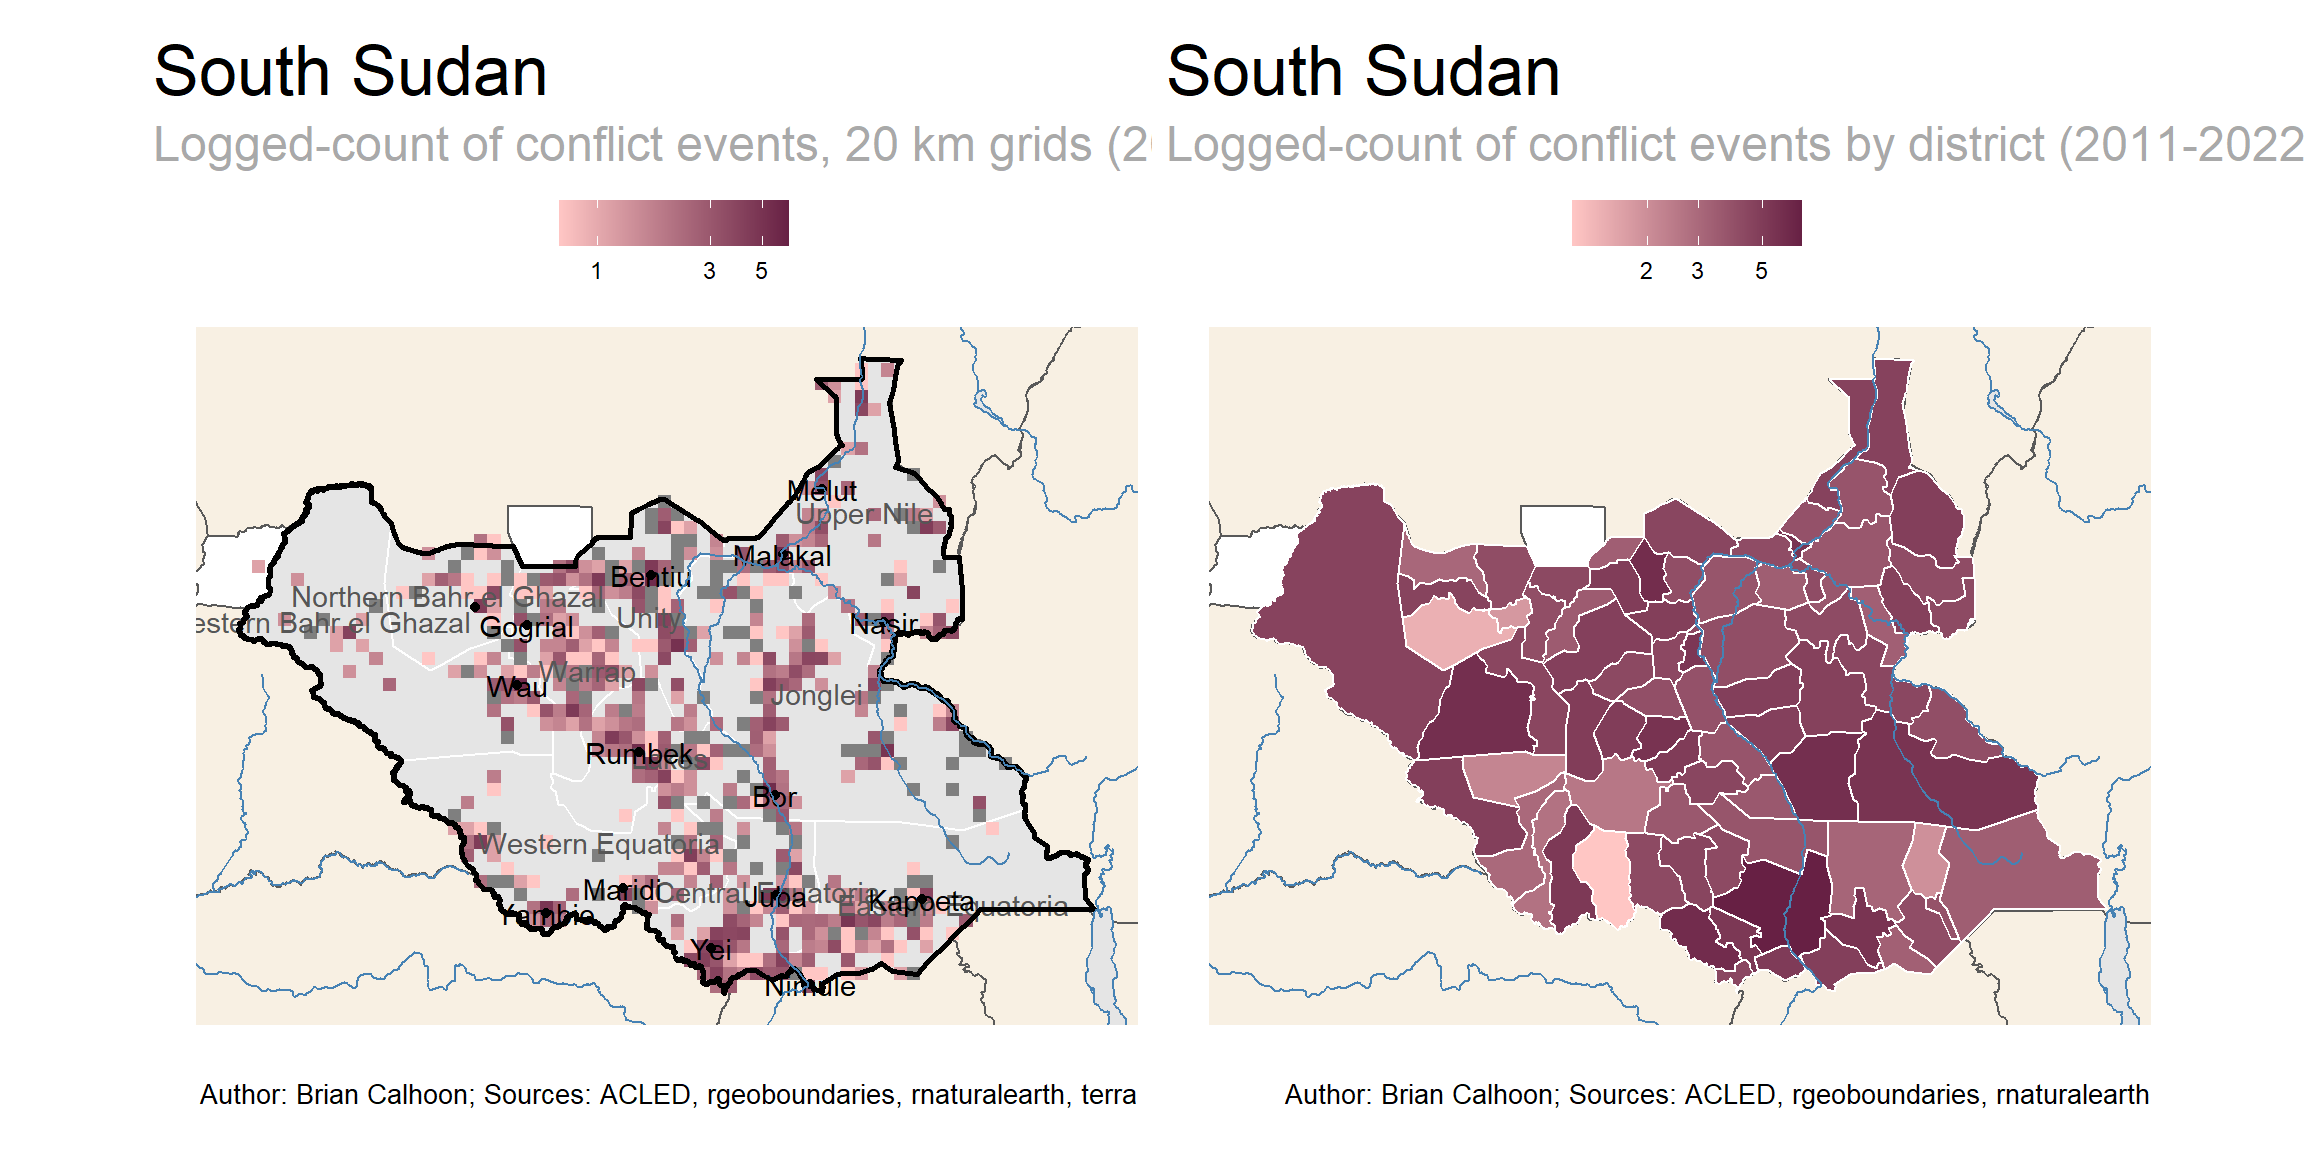 South Sudan
Logged-count of conflict events, 20 km grids (20
1 3 5
Melut
Upper Nile
Malakal
Bentiu
Northern Bahr el Ghazal
Unity
estern Bahr el Ghazal
Gogrial
Nasir
Warrap
Wau
Jonglei
Rumbek
Lakes
Bor
Western Equatoria
Maridi
Central Equatoria
Juba
Kapoeta
Eastern Equatoria
Yambio
Yei
Nimule
Author: Brian Calhoon; Sources: ACLED, rgeoboundaries, rnaturalearth, terra
South Sudan
Logged-count of conflict events by district (2011-2022
2 3 5
Author: Brian Calhoon; Sources: ACLED, rgeoboundaries, rnaturalearth